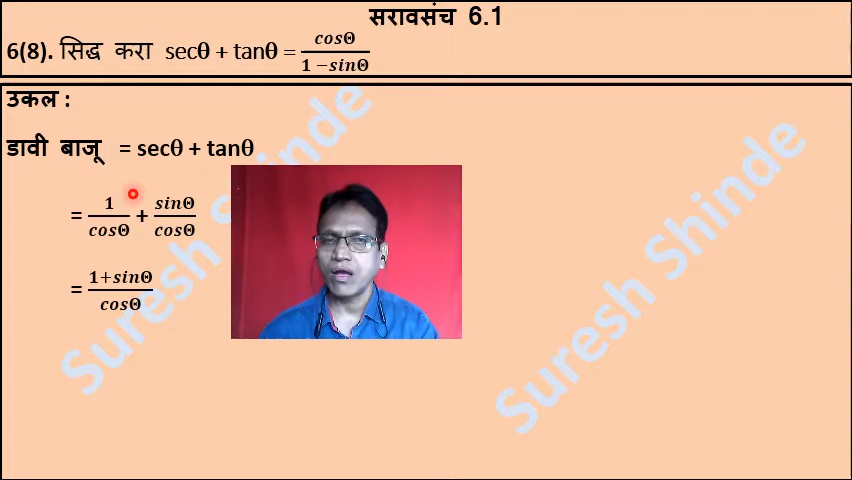 सरावसंच 6.1
6(8). सिद्ध करा secθ + tanθ = cosΘ / 1 − sinΘ
उकल :
डावी बाजू = secθ + tanθ
= 1/cosΘ + sinΘ/cosΘ
= 1+sinΘ/cosΘ
Suresh Shinde
Suresh Shinde